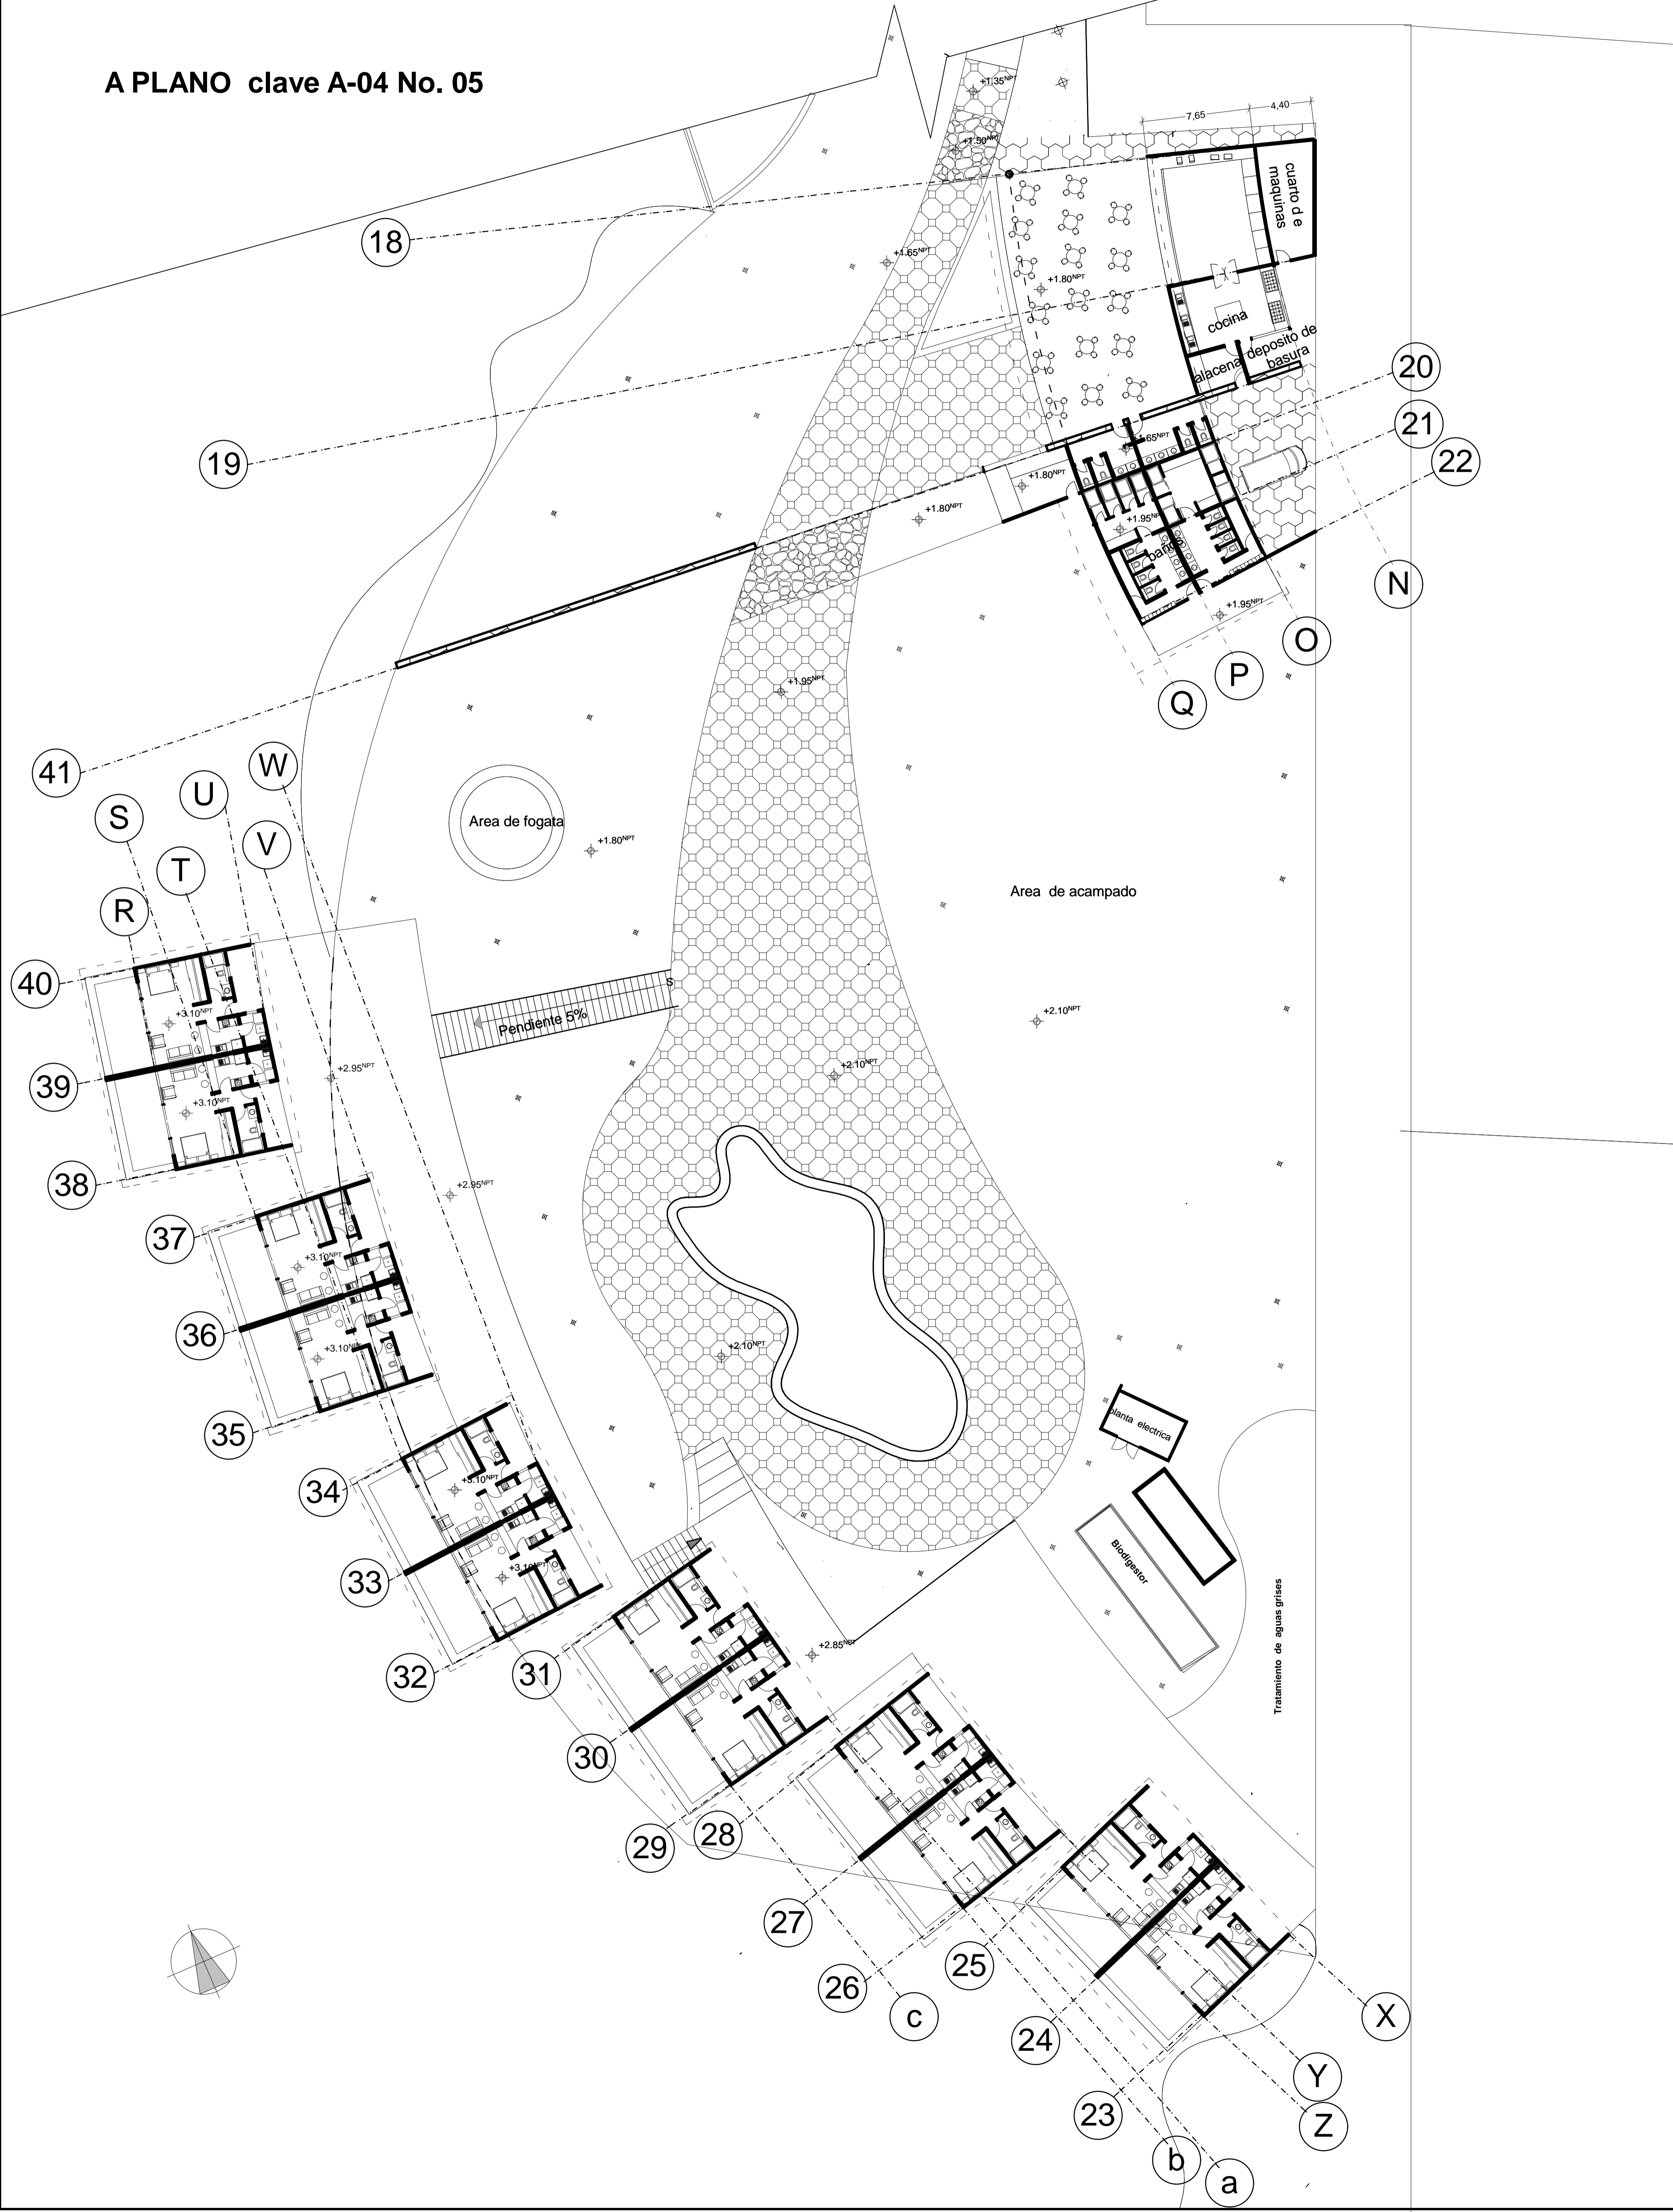 A PLANO clave A-04 No. 05
+1.35NPT
7,65
4,40
+1.50NPT
cuarto d e
maquinas
18
+1.65NPT
+1.80NPT
cocina
deposito de
basura
alacena
20
19
21
+1.65NPT
22
+1.80NPT
+1.80NPT
+1.95NPT
baños
N
+1.95NPT
O
P
Q
+1.95NPT
41
W
U
S
V
T
R
Area de fogata
+1.80NPT
Area de acampado
40
S
Pendiente 5%
+3.10NPT
+2.10NPT
39
+2.95NPT
+2.10NPT
+3.10NPT
38
+2.95NPT
37
+3.10NPT
36
+3.10NPT
+2.10NPT
35
planta electrica
34
+3.10NPT
Biodigestor
33
+3.10NPT
Tratamiento de aguas grises
32
31
+2.85NPT
30
29
28
27
26
25
c
X
24
Y
23
Z
b
a